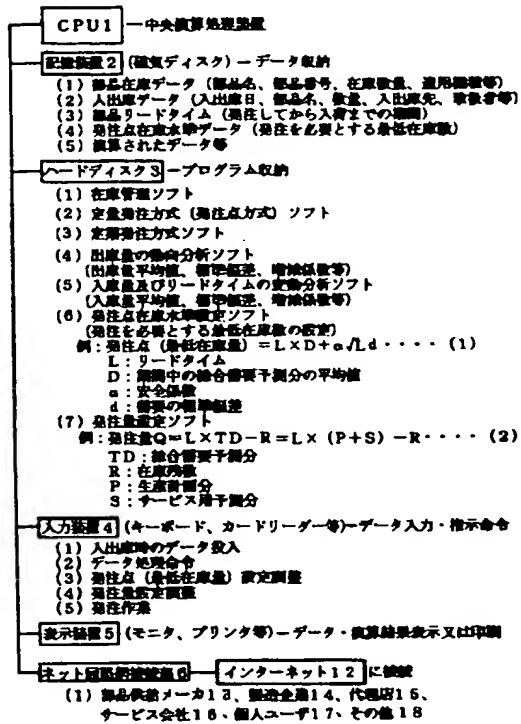 CPU1 ー中央演算処理装置
記憶装置2 (磁気ディスク) ーデータ収納
(1) 部品在庫データ (部品名、部品番号、在庫数量、適用機種等)
(2) 入出庫データ (入出庫日、部品名、数量、入出庫先、取扱者等)
(3) 部品リードタイム (発注してから入荷までの期間)
(4) 発注点在庫水準データ (発注を必要とする最低在庫数)
(5) 演算されたデータ等
ハードディスク3 ープログラム収納
(1) 在庫管理ソフト
(2) 定量発注方式 (発注点方式) ソフト
(3) 定期発注方式ソフト
(4) 出庫量の傾向分析ソフト
(出庫量平均値、標準偏差、増減係数等)
(5) 入庫量及びリードタイムの変動分析ソフト
(入庫量平均値、標準偏差、増減係数等)
(6) 発注点在庫水準設定ソフト
(発注を必要とする最低在庫数の設定)
例:発注点 (最低在庫量) =L×D+α√Ld・・・・ (1)
L:リードタイム
D:期間中の総合需要予測分の平均値
α:安全係数
d:需要の標準偏差
(7) 発注量設定ソフト
例:発注量Q=L×TD-R=L× (P+S) -R・・・・ (2)
TD:総合需要予測分
R:在庫残数
P:生産計画分
S:サービス用予測分
入力装置4 (キーボード、カードリーダー等)ーデータ入力・指示命令
(1) 入出庫時のデータ投入
(2) データ処理命令
(3) 発注点 (最低在庫量) 設定調整
(4) 発注量設定調整
(5) 発注作業
表示装置5 (モニタ、プリンタ等) ーデータ・演算結果表示又は印刷
ネット回路網接続器6 インターネット12 に接続
(1) 部品供給メーカ13、製造企業14、代理店15、
サービス会社16、個人ユーザ17、その他18